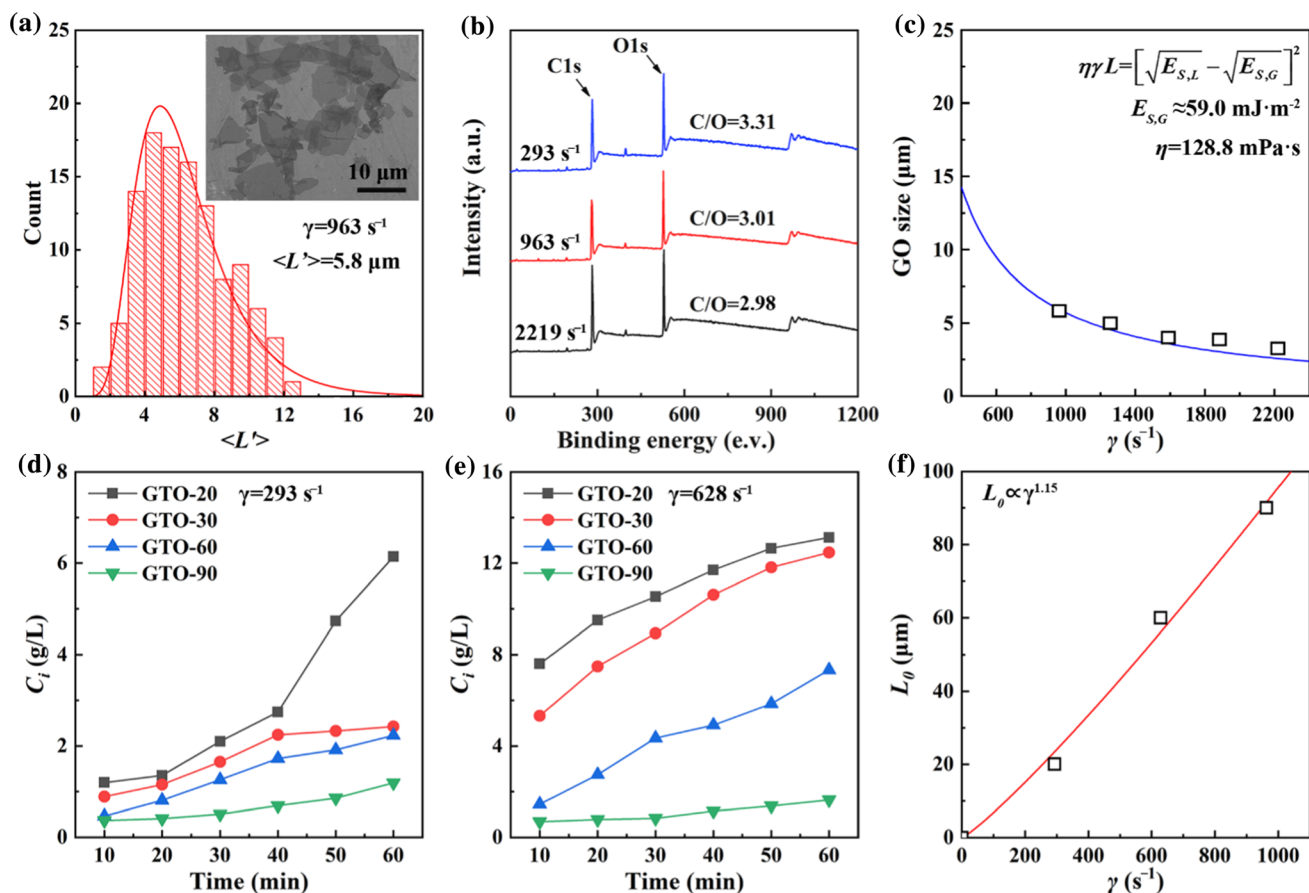 (a)
25
20
15
10
5
0
Count
10 μm
γ=963 s⁻¹
<L'>=5.8 μm
0 4 8 12 16 20
<L'>
(b)
Intensity (a.u.)
C1s
O1s
C/O=3.31
293 s⁻¹
C/O=3.01
963 s⁻¹
C/O=2.98
2219 s⁻¹
0 300 600 900 1200
Binding energy (e.v.)
(c)
25
20
15
10
5
0
GO size (μm)
ηγL=[√E_{S,L} − √E_{S,G}]²
E_{S,G} ≈59.0 mJ·m⁻²
η=128.8 mPa·s
600 1000 1400 1800 2200
γ (s⁻¹)
(d)
8
6
4
2
0
C_i (g/L)
GTO-20 γ=293 s⁻¹
GTO-30
GTO-60
GTO-90
10 20 30 40 50 60
Time (min)
(e)
16
12
8
4
0
C_i (g/L)
GTO-20 γ=628 s⁻¹
GTO-30
GTO-60
GTO-90
10 20 30 40 50 60
Time (min)
(f)
100
80
60
40
20
0
L_0 (μm)
L_0∝γ^{1.15}
0 200 400 600 800 1000
γ (s⁻¹)